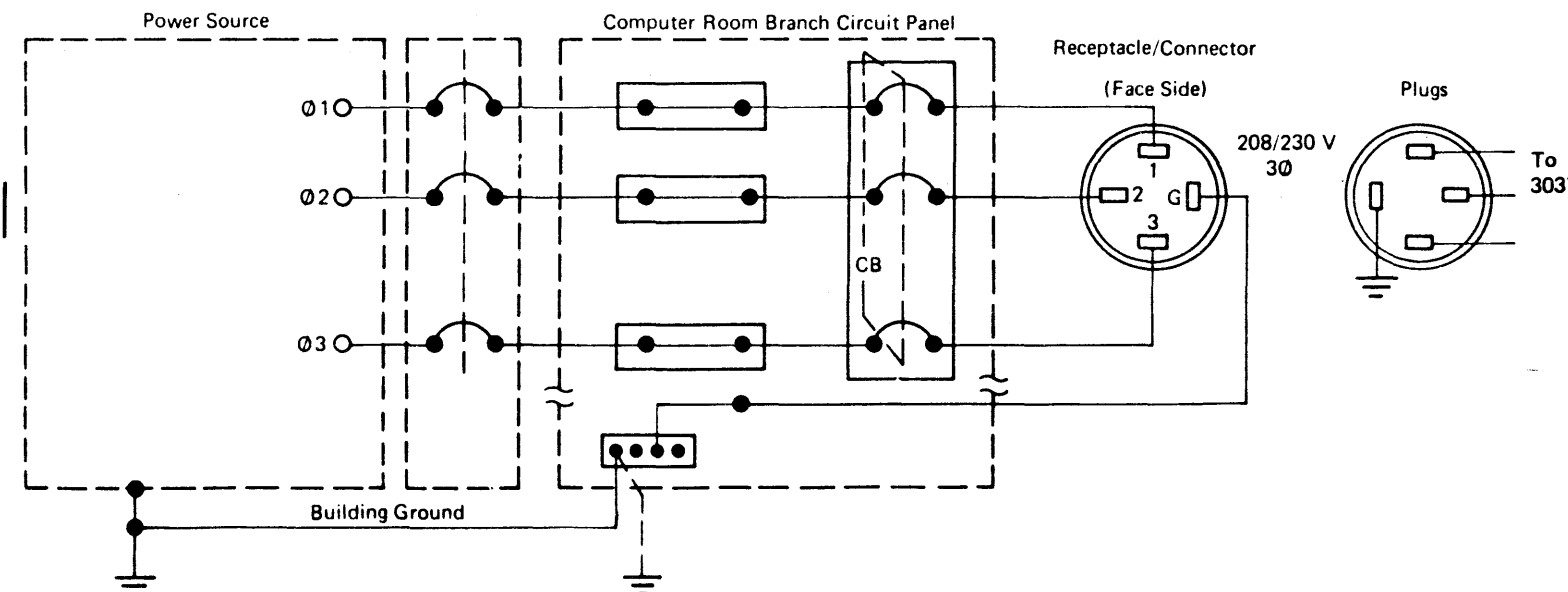 Power Source
Computer Room Branch Circuit Panel
Receptacle/Connector
(Face Side)
Plugs
Ø1
Ø2
Ø3
CB
1
2
G
3
208/230 V
3Ø
To
303
Building Ground